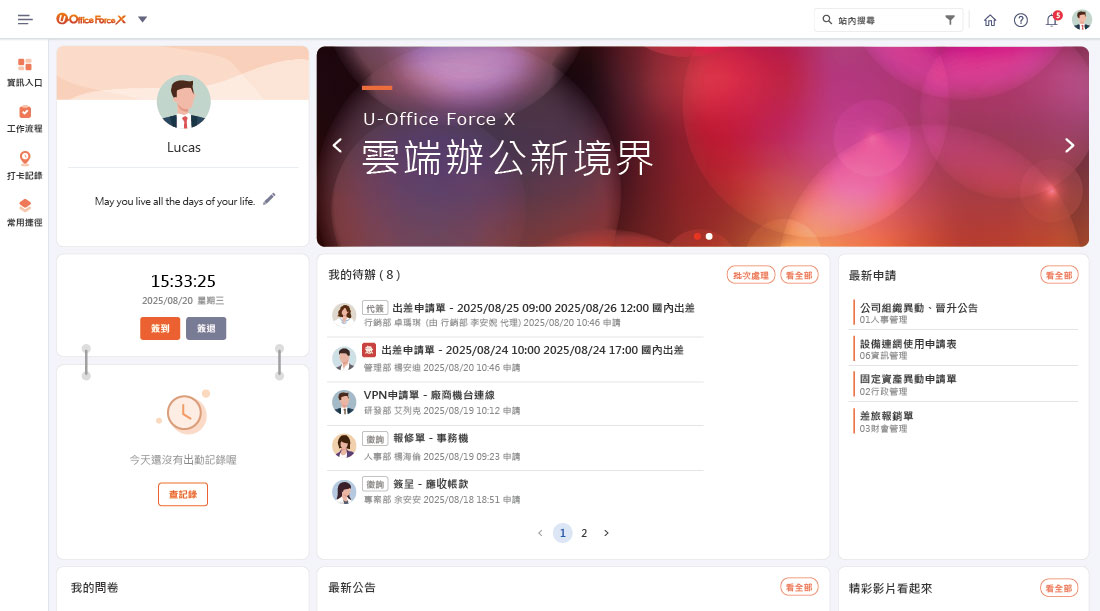 U-Office Force X
站內搜尋
5
資訊入口
工作流程
打卡記錄
常用捷徑
Lucas
May you live all the days of your life.
U-Office Force X
雲端辦公新境界
15:33:25
2025/08/20 星期三
簽到
簽退
今天還沒有出勤記錄喔
查記錄
我的待辦 ( 8 )
批次處理
看全部
代簽 出差申請單 - 2025/08/25 09:00 2025/08/26 12:00 國內出差
行銷部 卓瑀琪 (由 行銷部 李安婉 代理) 2025/08/20 10:46 申請
急 出差申請單 - 2025/08/24 10:00 2025/08/24 17:00 國內出差
管理部 楊安迪 2025/08/20 10:46 申請
VPN申請單 - 廠商機台連線
研發部 艾列克 2025/08/19 10:12 申請
徵詢 報修單 - 事務機
人事部 楊海倫 2025/08/19 09:23 申請
徵詢 簽呈 - 應收帳款
專案部 余安安 2025/08/18 18:51 申請
1 2
最新申請
看全部
公司組織異動、晉升公告
01人事管理
設備連網使用申請表
06資訊管理
固定資產異動申請單
02行政管理
差旅報銷單
03財會管理
我的問卷
最新公告
看全部
精彩影片看起來
看全部